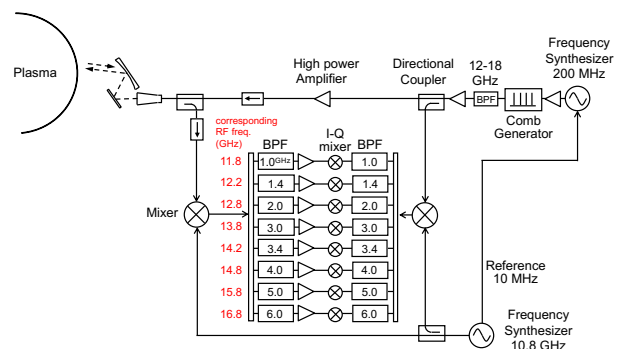 Plasma
High power
Amplifier
Directional
Coupler
12-18
GHz
BPF
Comb
Generator
Frequency
Synthesizer
200 MHz
corresponding
RF freq.
(GHz)
BPF
I-Q
mixer
BPF
11.8 1.0GHz 1.0
12.2 1.4 1.4
12.8 2.0 2.0
13.8 3.0 3.0
14.2 3.4 3.4
14.8 4.0 4.0
15.8 5.0 5.0
16.8 6.0 6.0
Mixer
Reference
10 MHz
Frequency
Synthesizer
10.8 GHz